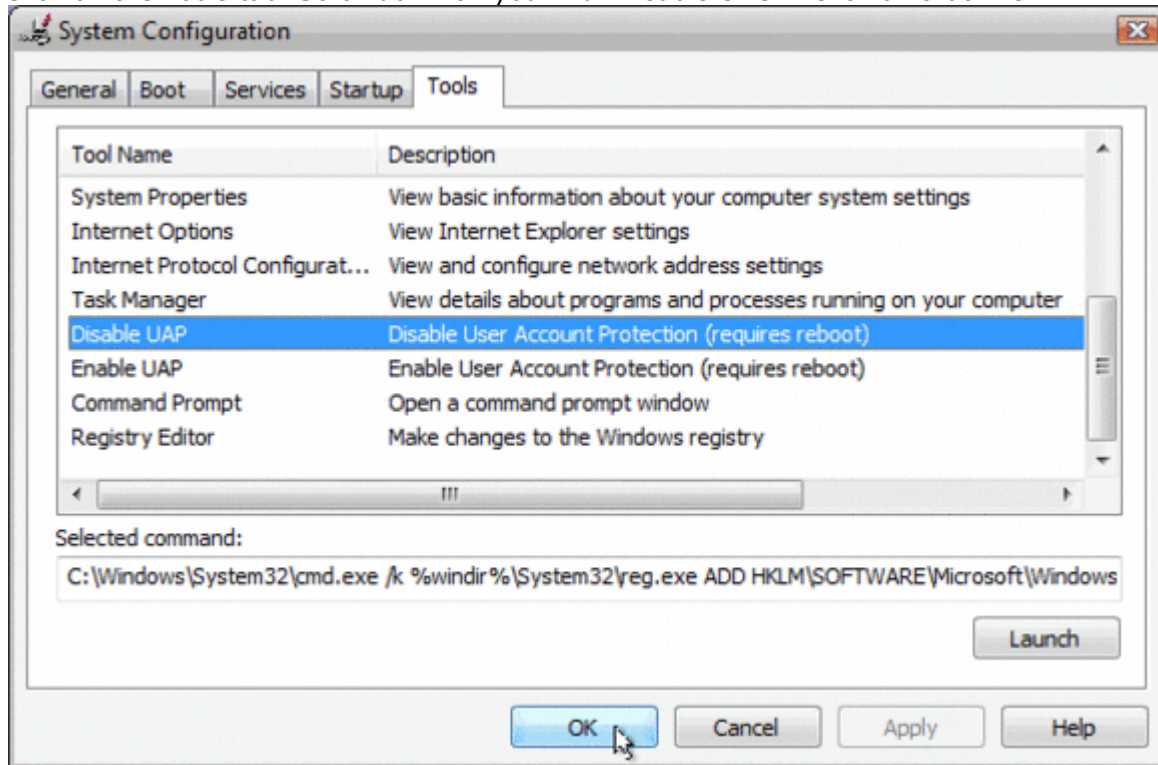 System Configuration
General Boot Services Startup Tools
Tool Name Description
System Properties View basic information about your computer system settings
Internet Options View Internet Explorer settings
Internet Protocol Configurat... View and configure network address settings
Task Manager View details about programs and processes running on your computer
Disable UAP Disable User Account Protection (requires reboot)
Enable UAP Enable User Account Protection (requires reboot)
Command Prompt Open a command prompt window
Registry Editor Make changes to the Windows registry
Selected command:
C:\Windows\System32\cmd.exe /k %windir%\System32\reg.exe ADD HKLM\SOFTWARE\Microsoft\Windows
Launch
OK Cancel Apply Help